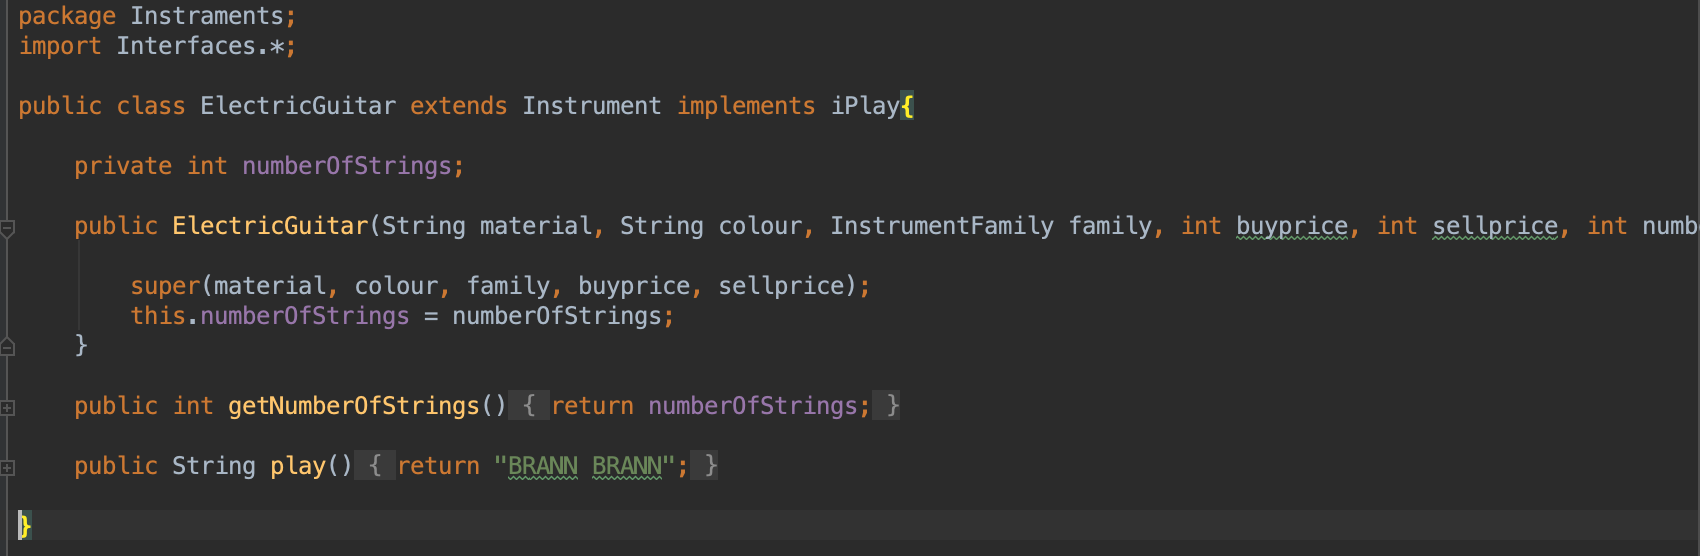 package Instraments;
import Interfaces.*;
public class ElectricGuitar extends Instrument implements iPlay{
private int numberOfStrings;
public ElectricGuitar(String material, String colour, InstrumentFamily family, int buyprice, int sellprice, int numb
super(material, colour, family, buyprice, sellprice);
this.numberOfStrings = numberOfStrings;
}
public int getNumberOfStrings() { return numberOfStrings; }
public String play() { return "BRANN BRANN"; }
}